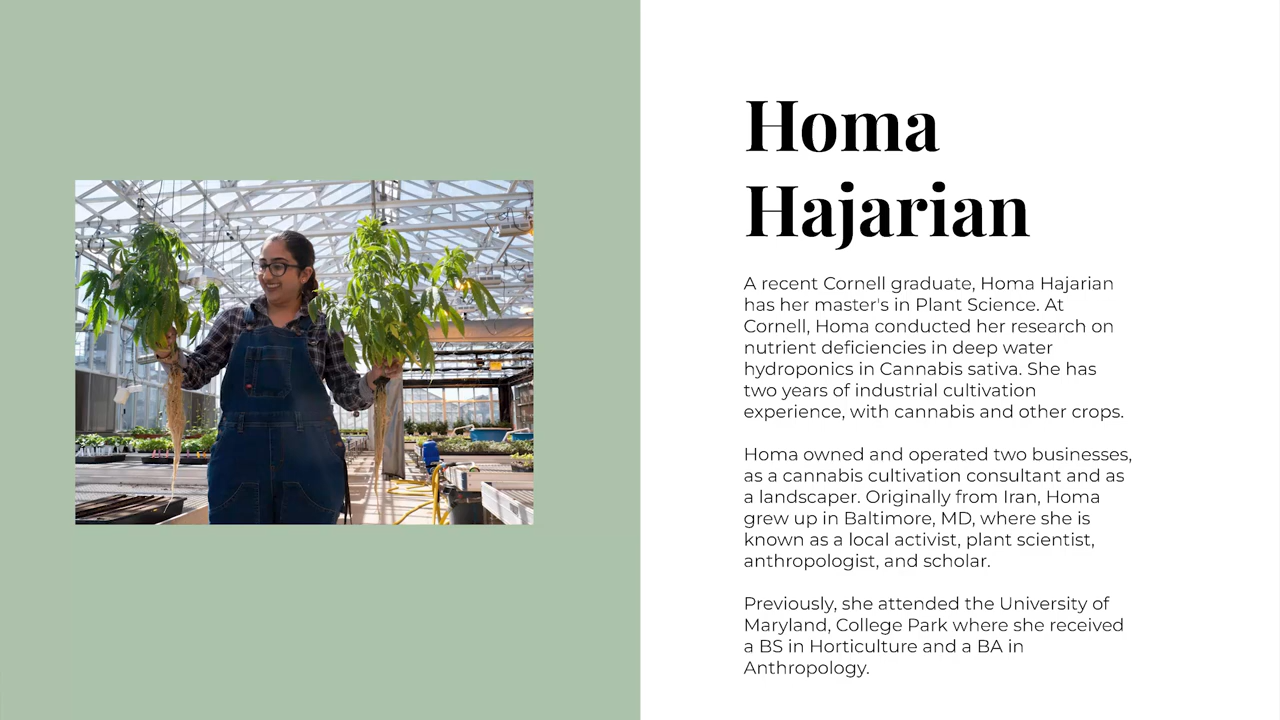 Homa
Hajarian
A recent Cornell graduate, Homa Hajarian
has her master's in Plant Science. At
Cornell, Homa conducted her research on
nutrient deficiencies in deep water
hydroponics in Cannabis sativa. She has
two years of industrial cultivation
experience, with cannabis and other crops.
Homa owned and operated two businesses,
as a cannabis cultivation consultant and as
a landscaper. Originally from Iran, Homa
grew up in Baltimore, MD, where she is
known as a local activist, plant scientist,
anthropologist, and scholar.
Previously, she attended the University of
Maryland, College Park where she received
a BS in Horticulture and a BA in
Anthropology.